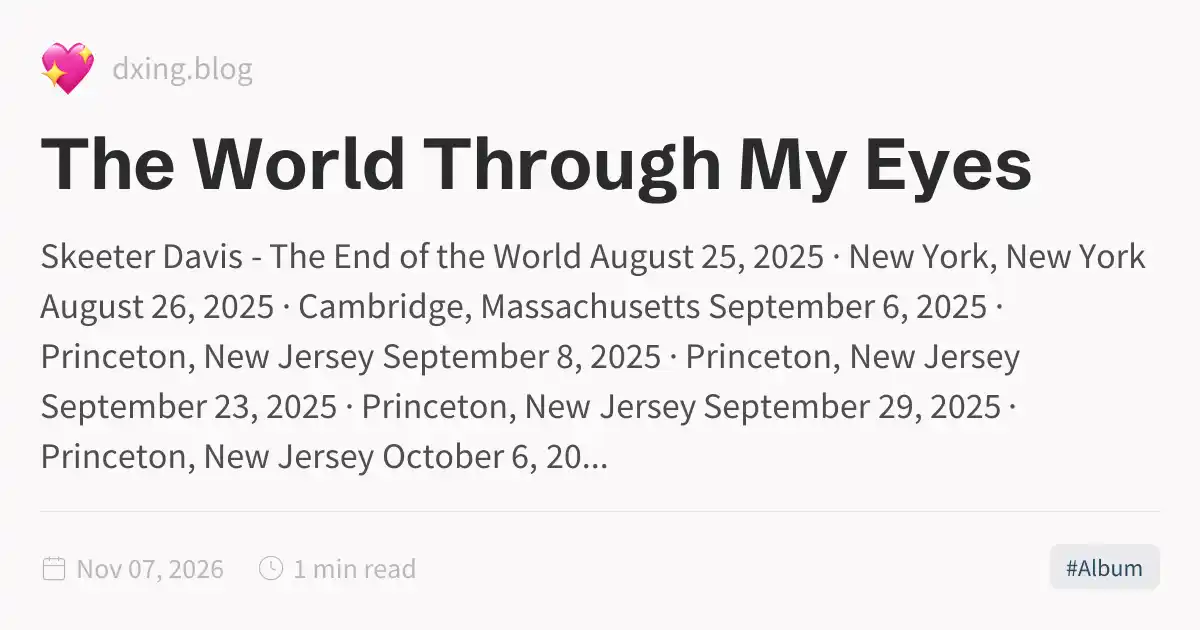 dxing.blog
The World Through My Eyes
Skeeter Davis - The End of the World August 25, 2025 · New York, New York
August 26, 2025 · Cambridge, Massachusetts September 6, 2025 ·
Princeton, New Jersey September 8, 2025 · Princeton, New Jersey
September 23, 2025 · Princeton, New Jersey September 29, 2025 ·
Princeton, New Jersey October 6, 20...
Nov 07, 2026 1 min read #Album